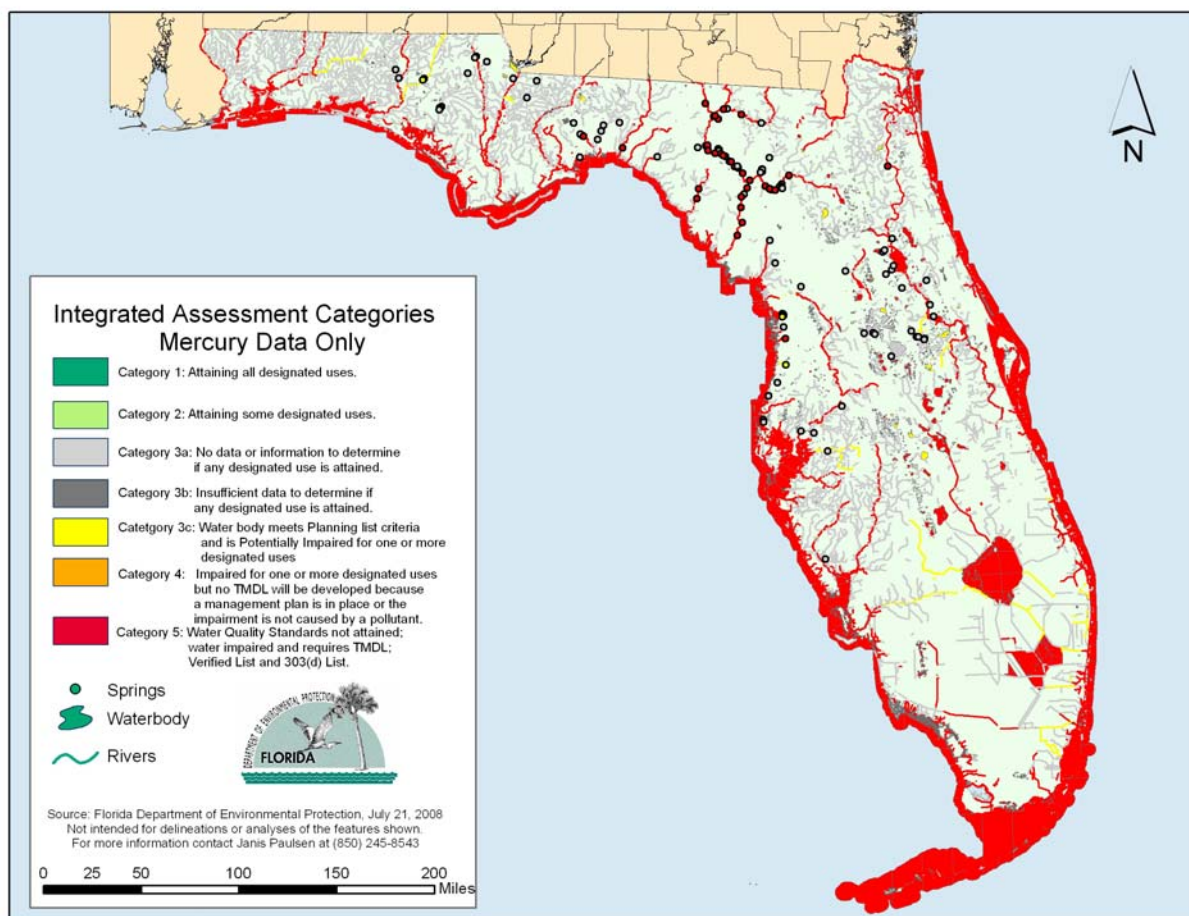 N
Integrated Assessment Categories
Mercury Data Only
Category 1: Attaining all designated uses.
Category 2: Attaining some designated uses.
Category 3a: No data or information to determine
if any designated use is attained.
Category 3b: Insufficient data to determine if
any designated use is attained.
Catetgory 3c: Water body meets Planning list criteria
and is Potentially Impaired for one or more
designated uses
Category 4: Impaired for one or more designated uses
but no TMDL will be developed because
a management plan is in place or the
impairment is not caused by a pollutant.
Category 5: Water Quality Standards not attained;
water impaired and requires TMDL;
Verified List and 303(d) List.
Springs
Waterbody
Rivers
DEPARTMENT OF ENVIRONMENTAL PROTECTION
FLORIDA
Source: Florida Department of Environmental Protection, July 21, 2008
Not intended for delineations or analyses of the features shown.
For more information contact Janis Paulsen at (850) 245-8543
0 25 50 100 150 200
Miles